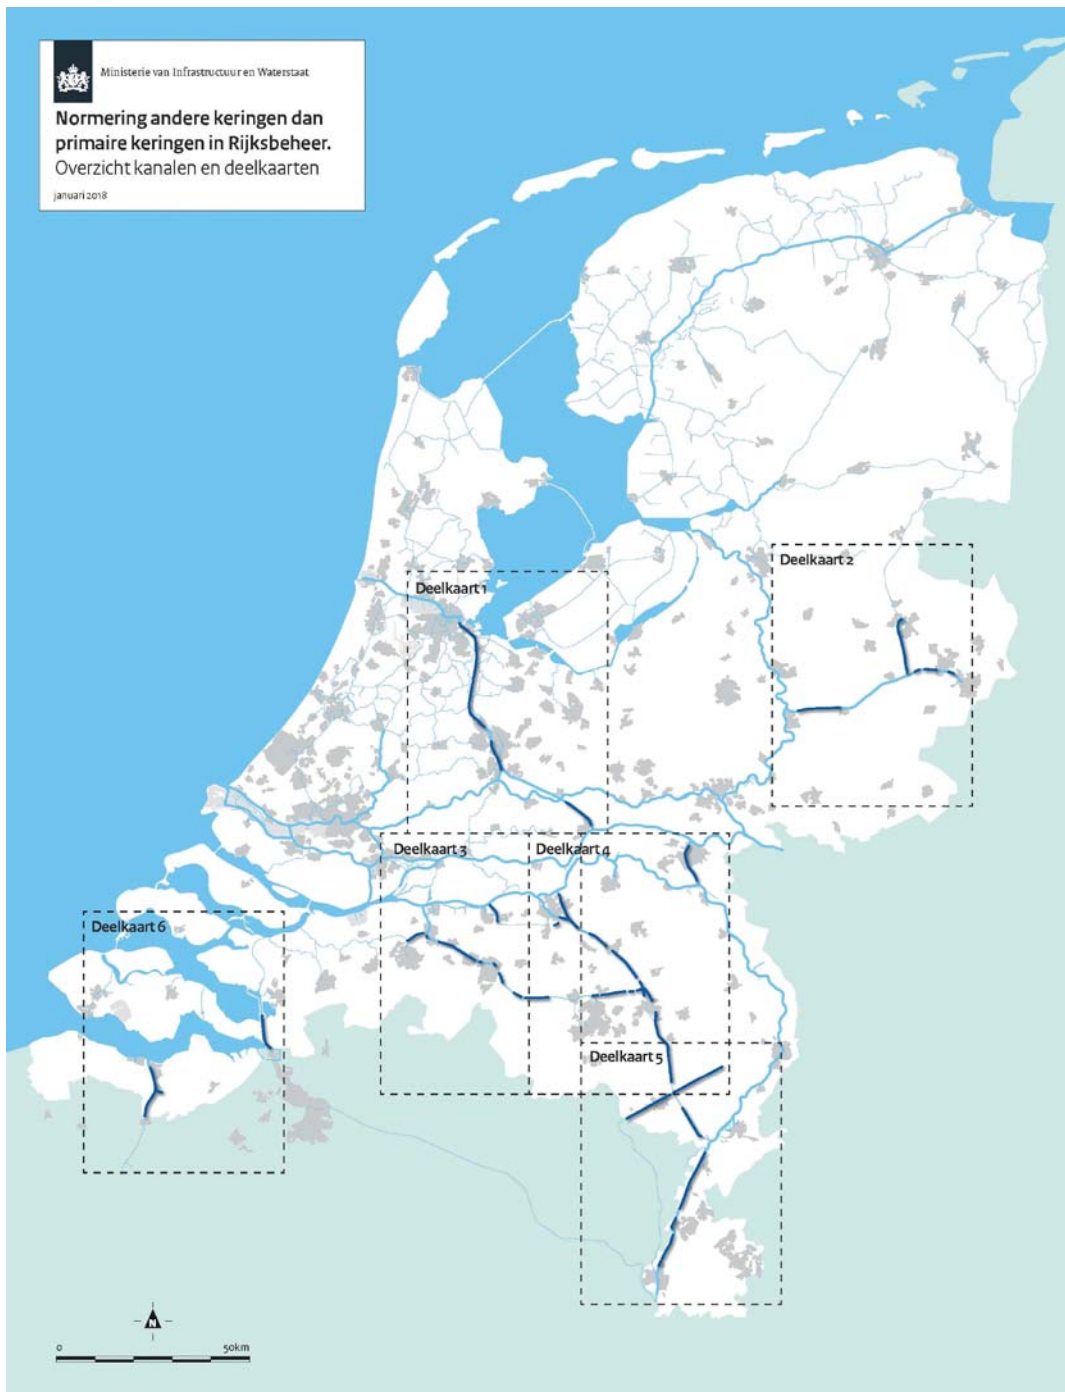 Ministerie van Infrastructuur en Waterstaat
Normering andere keringen dan
primaire keringen in Rijksbeheer.
Overzicht kanalen en deelkaarten
januari 2018
Deelkaart 2
Deelkaart 1
Deelkaart 3
Deelkaart 4
Deelkaart 6
Deelkaart 5
N
0
50km